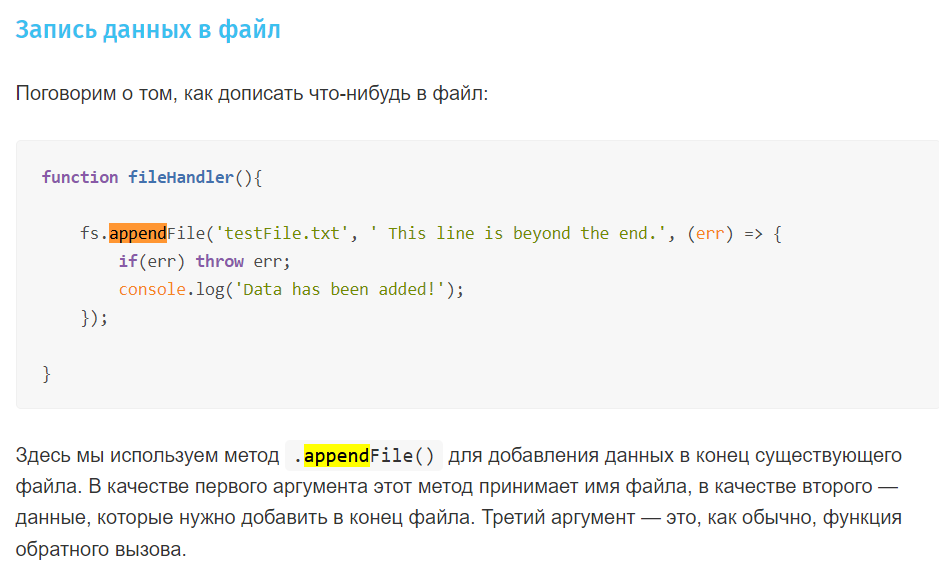 Запись данных в файл
Поговорим о том, как дописать что-нибудь в файл:
function fileHandler(){
fs.appendFile('testFile.txt', ' This line is beyond the end.', (err) => {
if(err) throw err;
console.log('Data has been added!');
});
}
Здесь мы используем метод .appendFile() для добавления данных в конец существующего
файла. В качестве первого аргумента этот метод принимает имя файла, в качестве второго —
данные, которые нужно добавить в конец файла. Третий аргумент — это, как обычно, функция
обратного вызова.